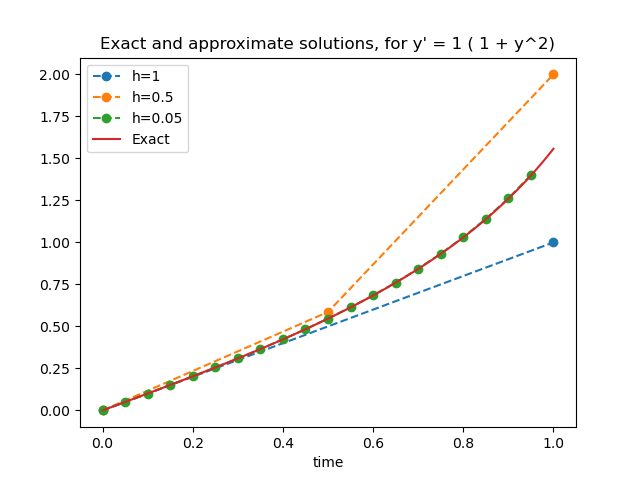 Exact and approximate solutions, for y' = 1 ( 1 + y^2)
2.00
1.75
1.50
1.25
1.00
0.75
0.50
0.25
0.00
h=1
h=0.5
h=0.05
Exact
0.0 0.2 0.4 0.6 0.8 1.0
time